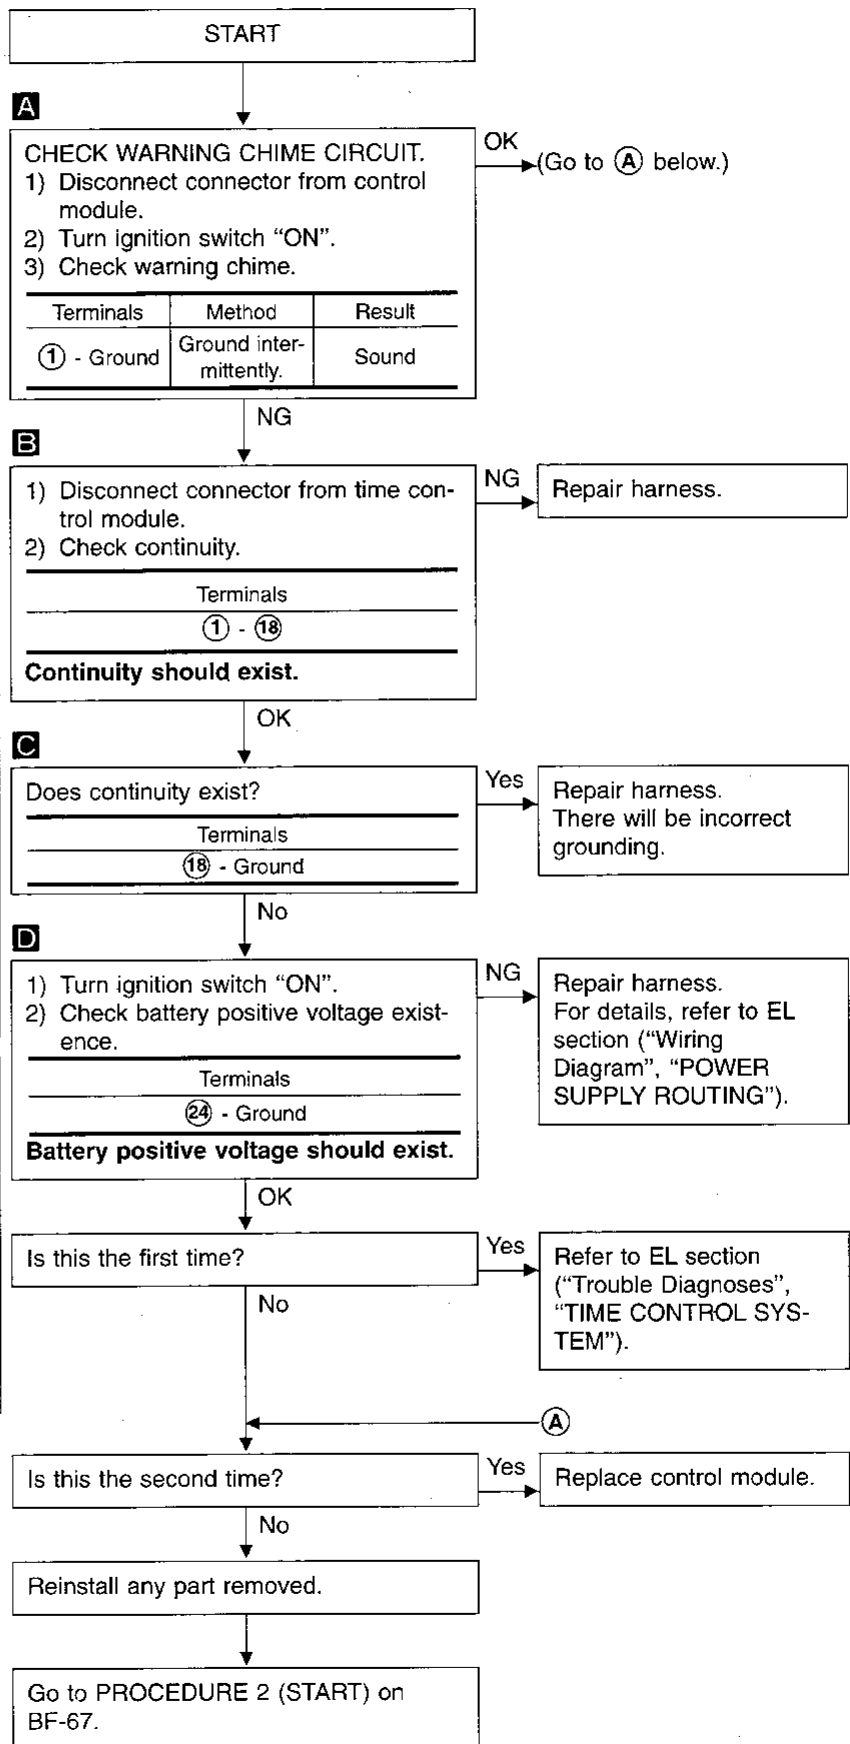 START
A
CHECK WARNING CHIME CIRCUIT.
1) Disconnect connector from control
module.
2) Turn ignition switch “ON”.
3) Check warning chime.
Terminals Method Result
① - Ground Ground inter-
mittently. Sound
OK
(Go to Ⓐ below.)
NG
B
1) Disconnect connector from time con-
trol module.
2) Check continuity.
Terminals
① - ⑱
Continuity should exist.
NG
Repair harness.
OK
C
Does continuity exist?
Terminals
⑱ - Ground
Yes
Repair harness.
There will be incorrect
grounding.
No
D
1) Turn ignition switch “ON”.
2) Check battery positive voltage exist-
ence.
Terminals
㉔ - Ground
Battery positive voltage should exist.
NG
Repair harness.
For details, refer to EL
section (“Wiring
Diagram”, “POWER
SUPPLY ROUTING”).
OK
Is this the first time?
Yes
Refer to EL section
(“Trouble Diagnoses”,
“TIME CONTROL SYS-
TEM”).
No
Ⓐ
Is this the second time?
Yes
Replace control module.
No
Reinstall any part removed.
Go to PROCEDURE 2 (START) on
BF-67.